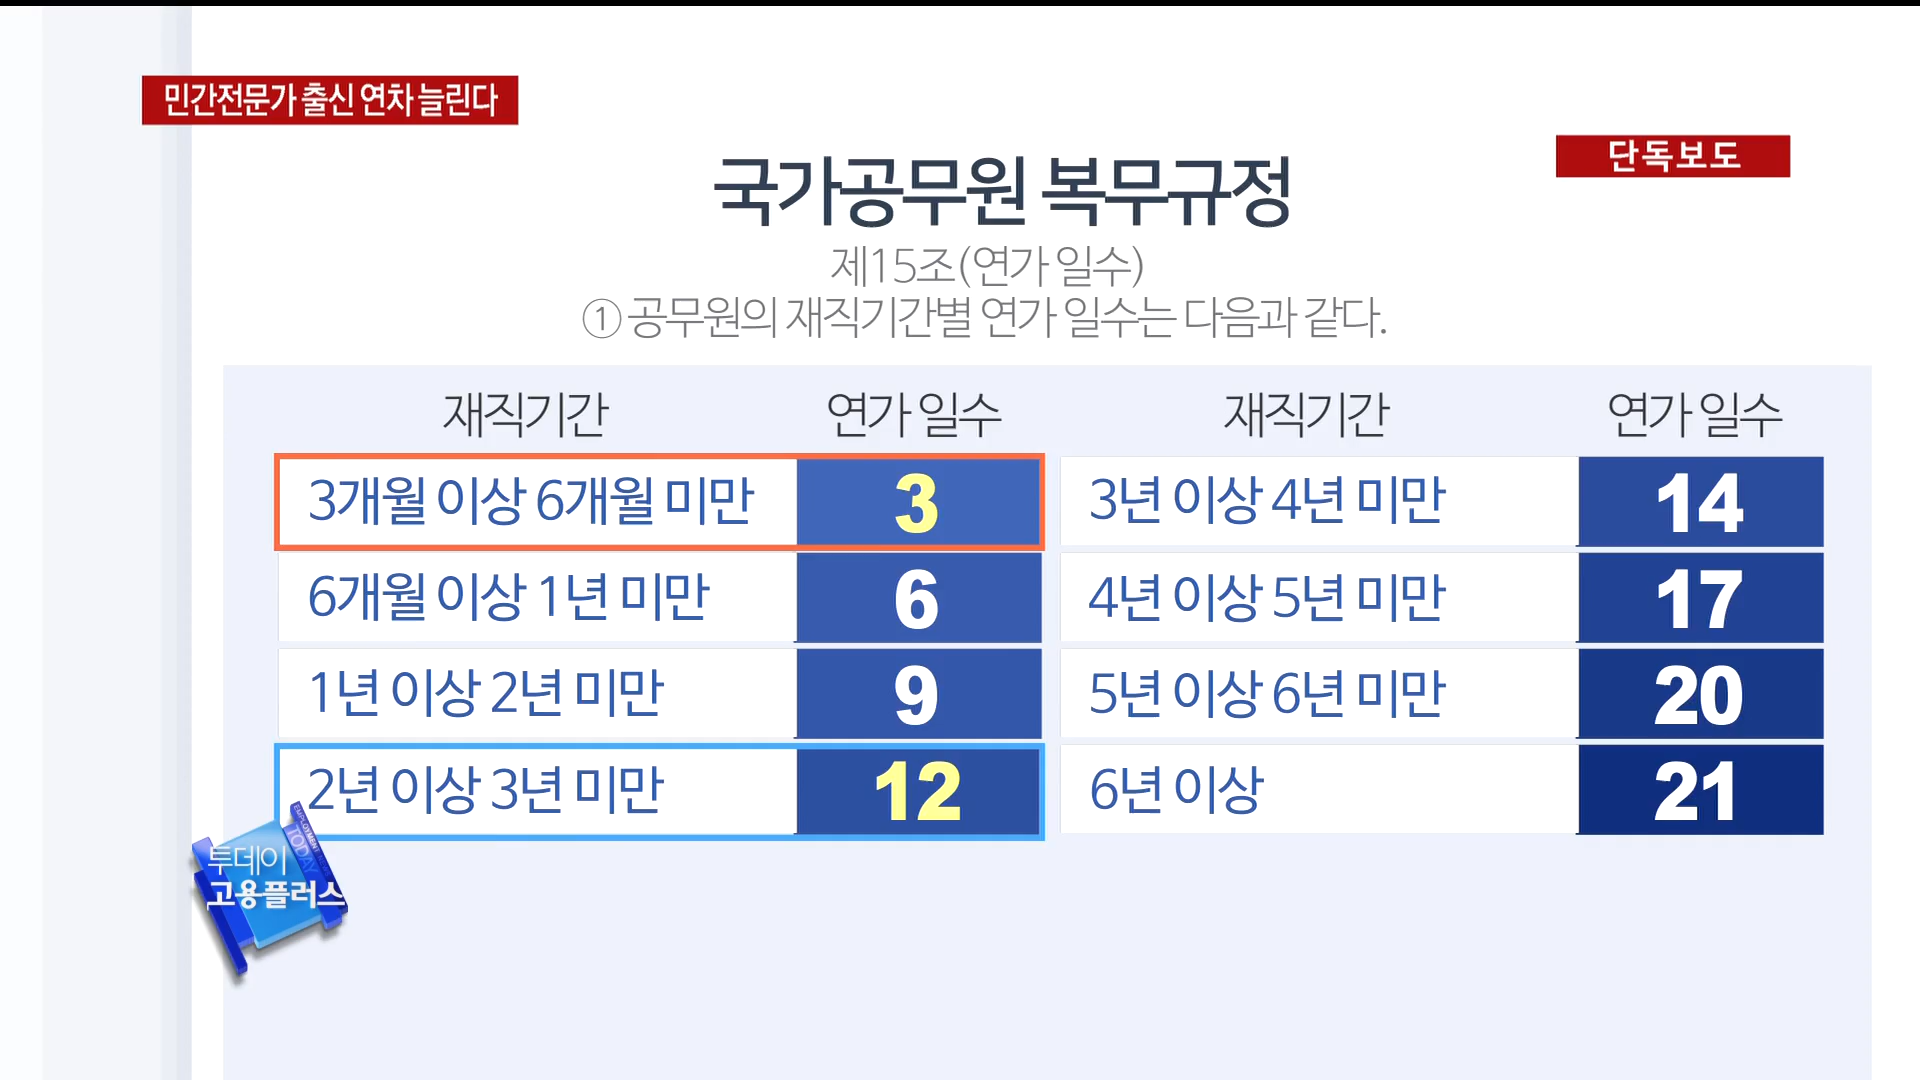 민간전문가 출신 연차 늘린다
단독보도
국가공무원 복무규정
제15조(연가 일수)
① 공무원의 재직기간별 연가 일수는 다음과 같다.
재직기간 연가 일수 재직기간 연가 일수
3개월 이상 6개월 미만 3 3년 이상 4년 미만 14
6개월 이상 1년 미만 6 4년 이상 5년 미만 17
1년 이상 2년 미만 9 5년 이상 6년 미만 20
2년 이상 3년 미만 12 6년 이상 21
EMPLOYMENT
TODAY
투데이
고용플러스